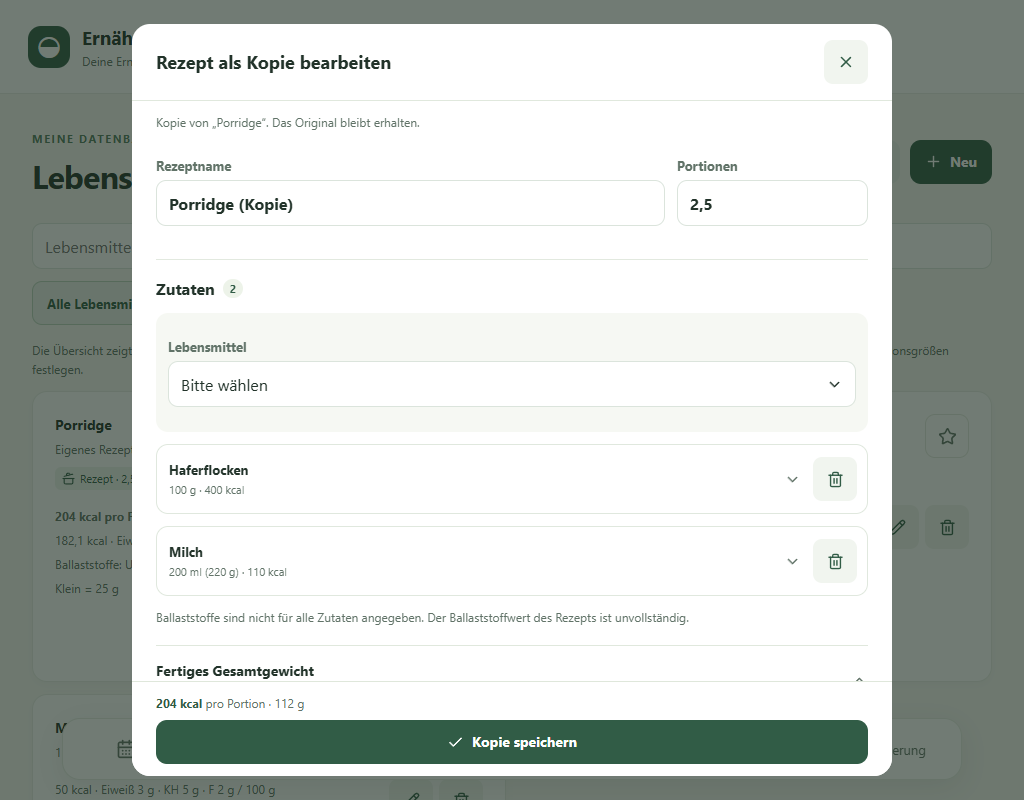 Ernäh
Deine Ern
Rezept als Kopie bearbeiten
Kopie von „Porridge“. Das Original bleibt erhalten.
MEINE DATENB
Lebens
Neu
Rezeptname
Portionen
Porridge (Kopie)
2,5
Lebensmitte
Zutaten 2
Alle Lebensmi
Lebensmittel
Bitte wählen
Die Übersicht zeigt
onsgrößen
festlegen.
Porridge
Eigenes Rezep
Rezept · 2,5
204 kcal pro P
182,1 kcal · Eiw
Ballaststoffe: U
Klein = 25 g
Haferflocken
100 g · 400 kcal
Milch
200 ml (220 g) · 110 kcal
Ballaststoffe sind nicht für alle Zutaten angegeben. Der Ballaststoffwert des Rezepts ist unvollständig.
Fertiges Gesamtgewicht
204 kcal pro Portion · 112 g
Kopie speichern
M
1
erung
50 kcal · Eiweiß 3 g · KH 5 g · F 2 g / 100 g